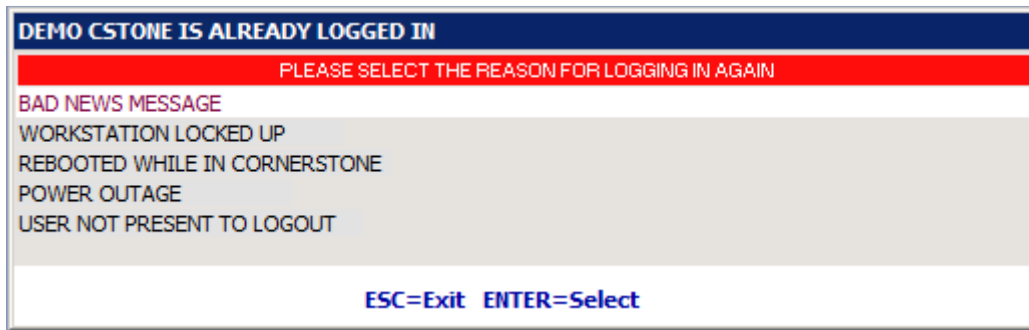 DEMO CSTONE IS ALREADY LOGGED IN
PLEASE SELECT THE REASON FOR LOGGING IN AGAIN
BAD NEWS MESSAGE
WORKSTATION LOCKED UP
REBOOTED WHILE IN CORNERSTONE
POWER OUTAGE
USER NOT PRESENT TO LOGOUT
ESC=Exit ENTER=Select